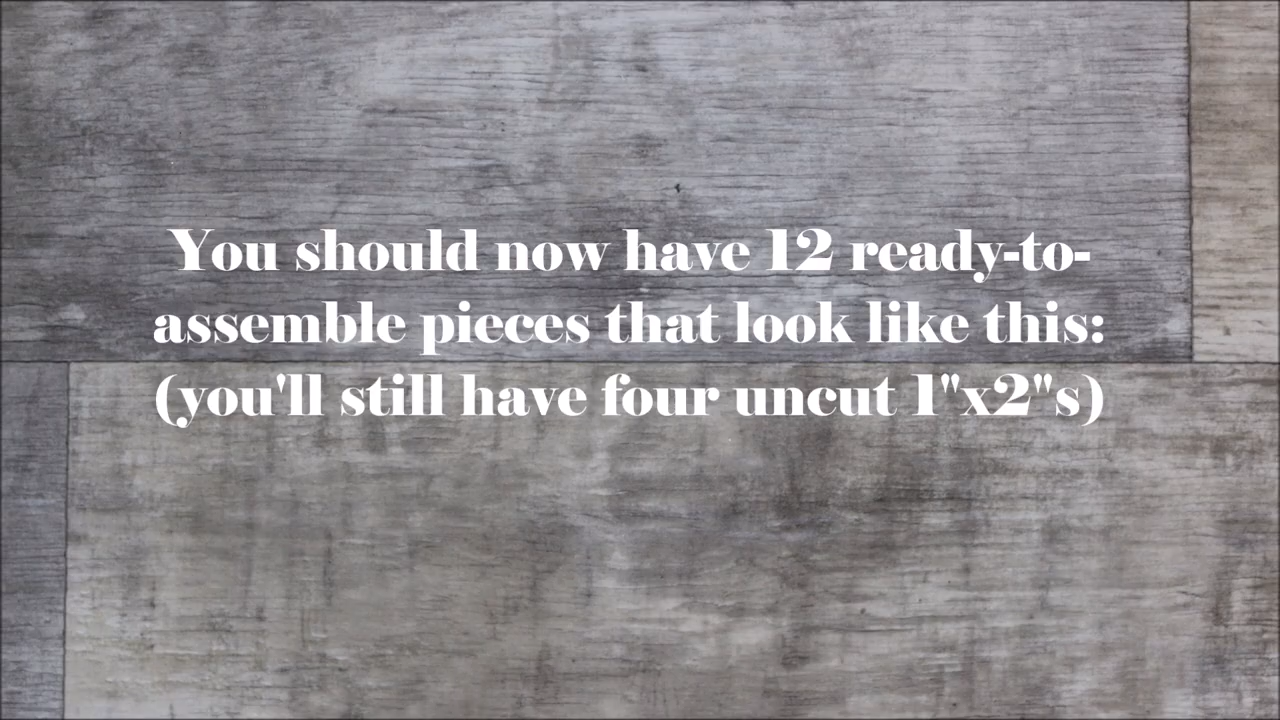 You should now have 12 ready-to-
assemble pieces that look like this:
(you'll still have four uncut 1"x2"s)